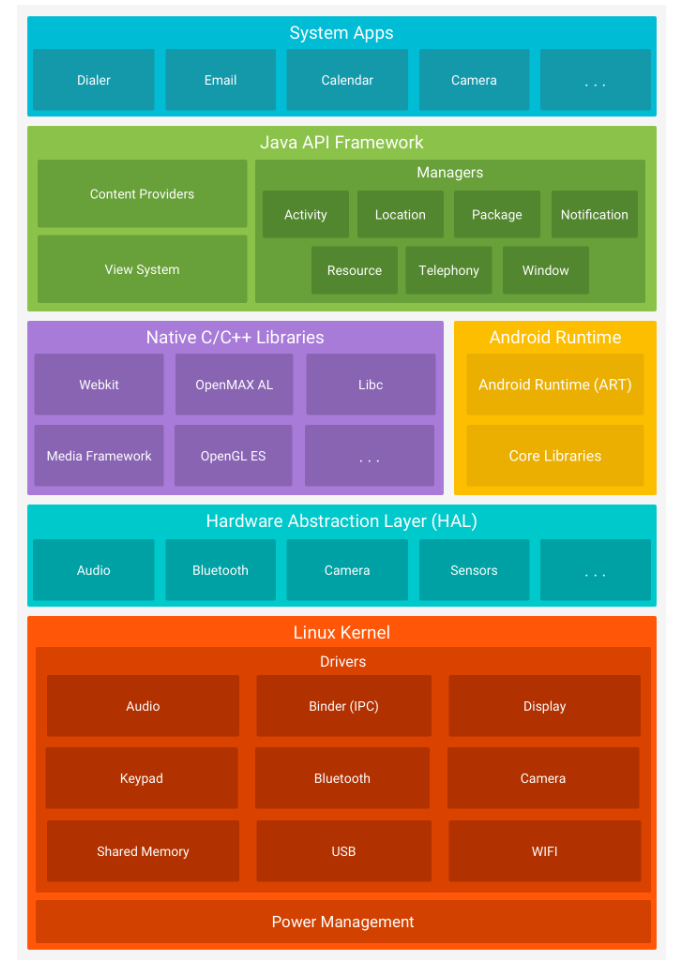 System Apps
Dialer
Email
Calendar
Camera
. . .
Java API Framework
Content Providers
View System
Managers
Activity
Location
Package
Notification
Resource
Telephony
Window
Native C/C++ Libraries
Webkit
OpenMAX AL
Libc
Media Framework
OpenGL ES
. . .
Android Runtime
Android Runtime (ART)
Core Libraries
Hardware Abstraction Layer (HAL)
Audio
Bluetooth
Camera
Sensors
. . .
Linux Kernel
Drivers
Audio
Binder (IPC)
Display
Keypad
Bluetooth
Camera
Shared Memory
USB
WIFI
Power Management